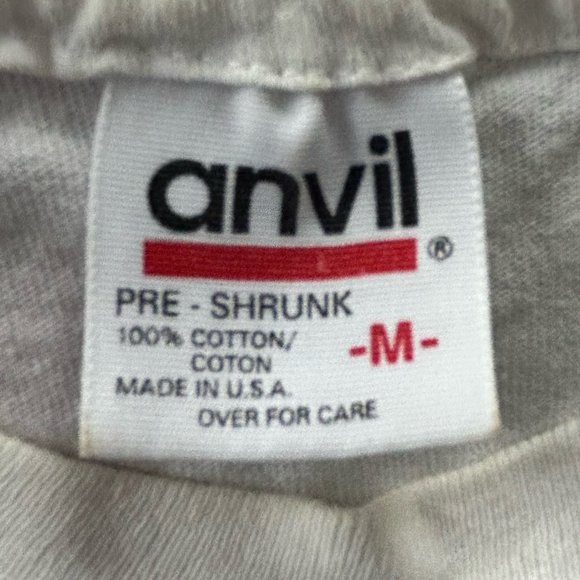 anvil®
PRE - SHRUNK
100% COTTON/
COTON
-M-
MADE IN U.S.A.
OVER FOR CARE